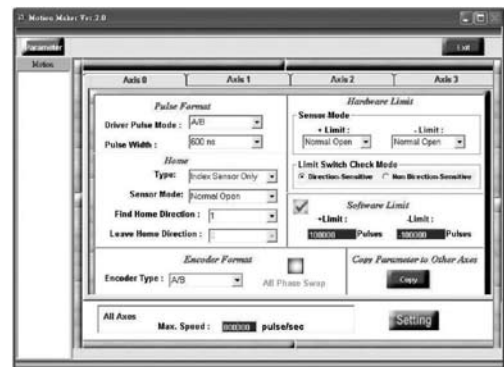 Motion Maker Ver 2.0
Parameter
Exit
Motion
Axis 0 Axis 1 Axis 2 Axis 3
Pulse Format
Driver Pulse Mode : A/B
Pulse Width : 600 ns
Home
Type: Index Sensor Only
Sensor Mode: Normal Open
Find Home Direction : 1
Leave Home Direction :
Hardware Limit
Sensor Mode
+ Limit : - Limit :
Normal Open Normal Open
Limit Switch Check Mode
Direction Sensitive Non Direction Sensitive
Software Limit
+Limit : -Limit :
100000 Pulses -100000 Pulses
Encoder Format
Encoder Type : A/B
AB Phase Swap
Copy Parameter to Other Axes
Copy
All Axes
Max. Speed : 800000 pulse/sec
Setting